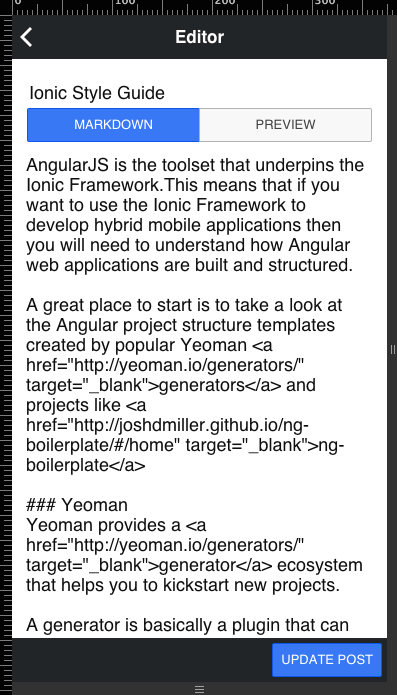 0 100 200 300
Editor
Ionic Style Guide
MARKDOWN PREVIEW
AngularJS is the toolset that underpins the
Ionic Framework.This means that if you
want to use the Ionic Framework to
develop hybrid mobile applications then
you will need to understand how Angular
web applications are built and structured.
A great place to start is to take a look at
the Angular project structure templates
created by popular Yeoman <a
href="http://yeoman.io/generators/"
target="_blank">generators</a> and
projects like <a
href="http://joshdmiller.github.io/ng-
boilerplate/#/home" target="_blank">ng-
boilerplate</a>
### Yeoman
Yeoman provides a <a
href="http://yeoman.io/generators/"
target="_blank">generator</a> ecosystem
that helps you to kickstart new projects.
A generator is basically a plugin that can
UPDATE POST